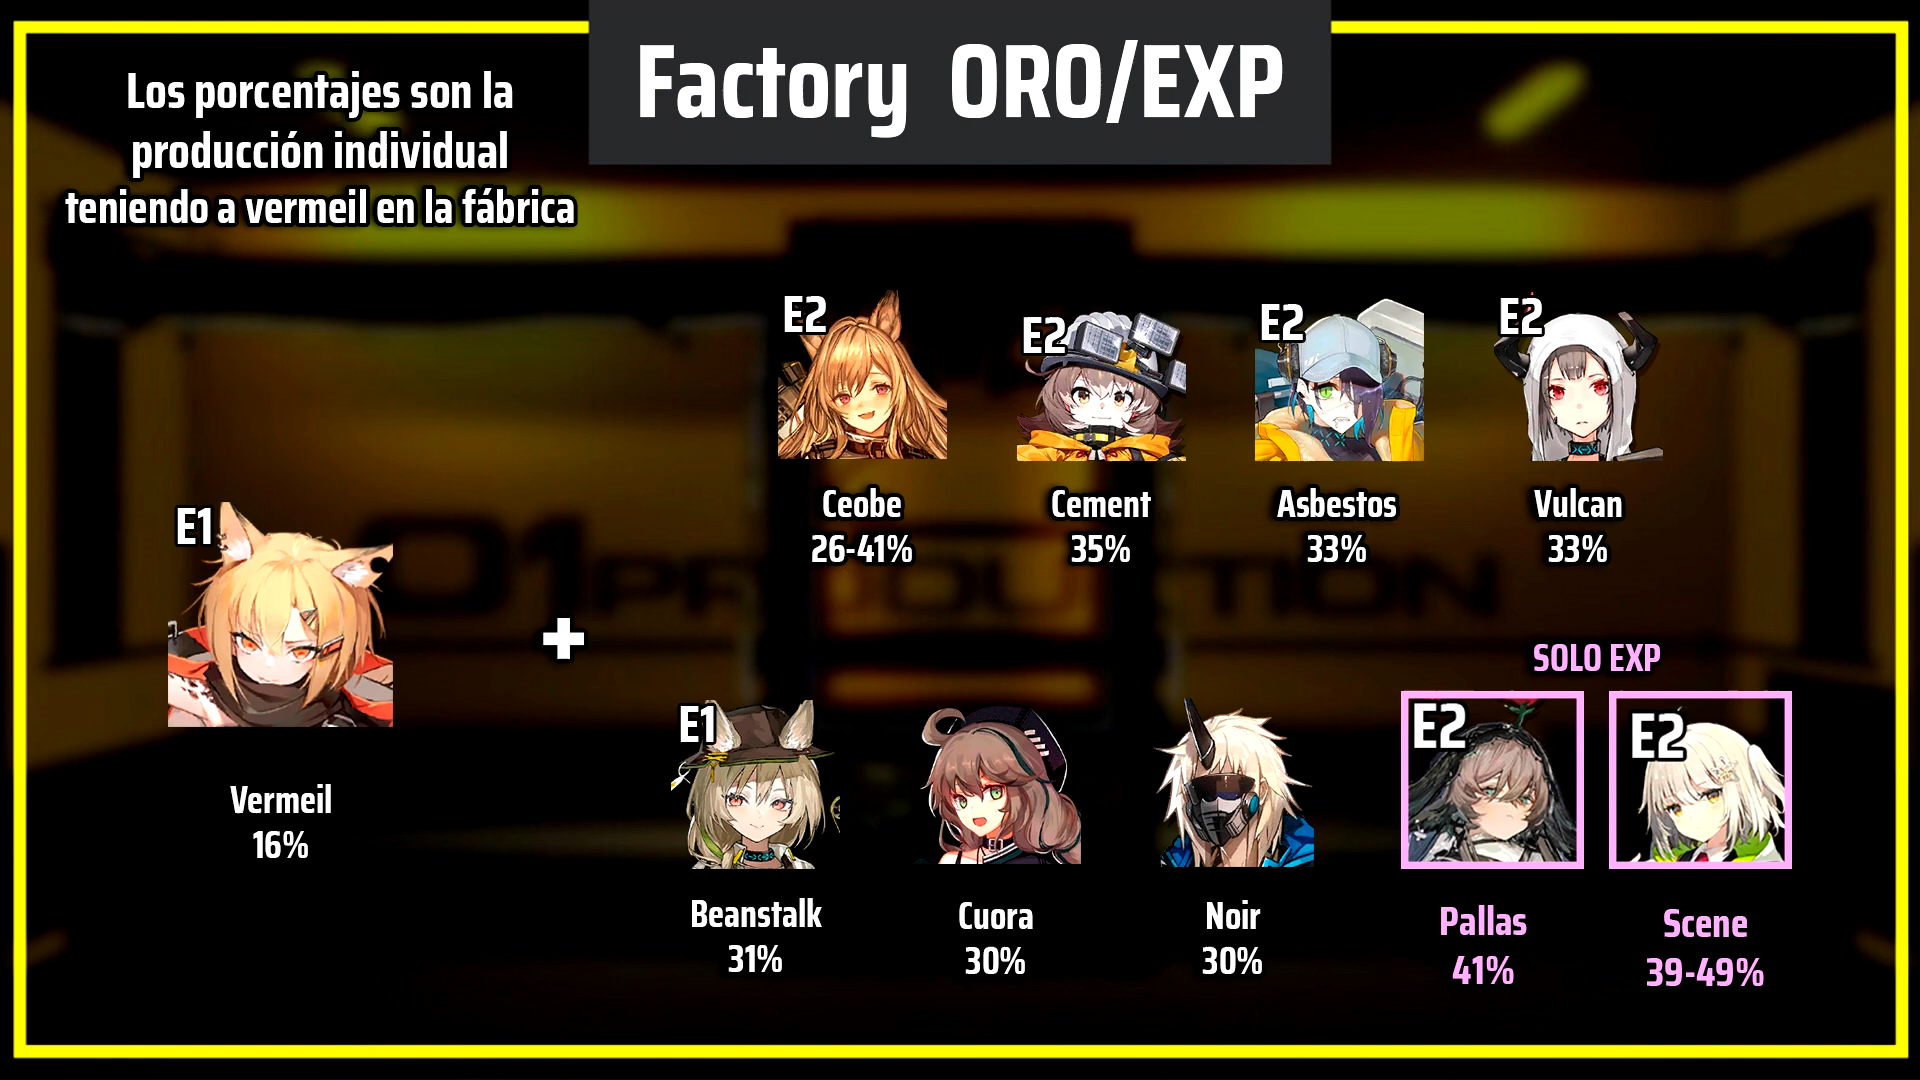 Factory ORO/EXP
Los porcentajes son la
producción individual
teniendo a vermeil en la fábrica
E2
E2
E2
E2
Ceobe
26-41%
Cement
35%
Asbestos
33%
Vulcan
33%
E1
Vermeil
16%
+
SOLO EXP
E1
E2
E2
Beanstalk
31%
Cuora
30%
Noir
30%
Pallas
41%
Scene
39-49%
01PRODUCTION